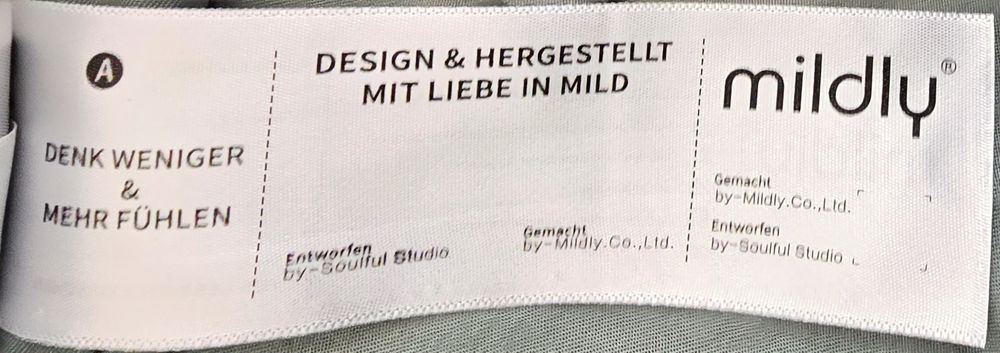 A
DENK WENIGER
&
MEHR FÜHLEN
DESIGN & HERGESTELLT
MIT LIEBE IN MILD
Entworfen
by-Soulful Studio
Gemacht
by-Mildly.Co.,Ltd.
mildly®
Gemacht
by-Mildly.Co.,Ltd.
Entworfen
by-Soulful Studio